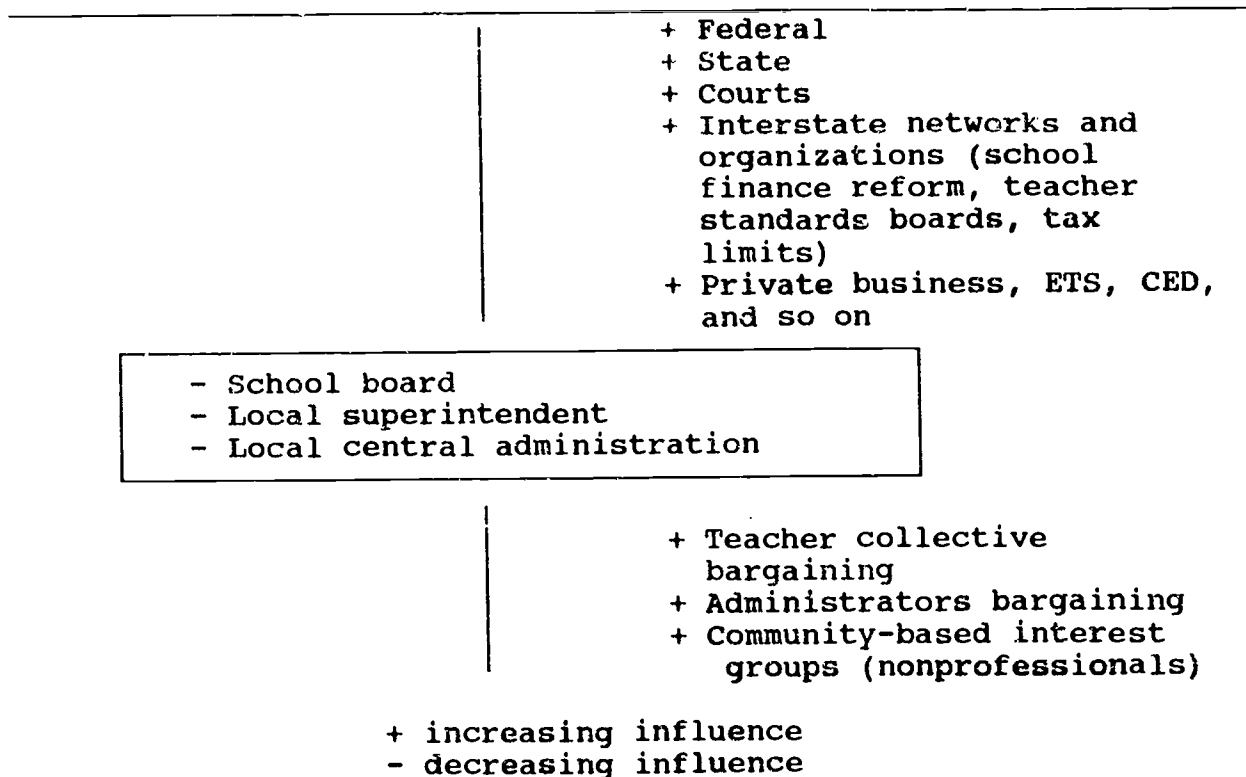 + Federal
+ State
+ Courts
+ Interstate networks and
organizations (school
finance reform, teacher
standards boards, tax
limits)
+ Private business, ETS, CED,
and so on
- School board
- Local superintendent
- Local central administration
+ Teacher collective
bargaining
+ Administrators bargaining
+ Community-based interest
groups (nonprofessionals)
+ increasing influence
- decreasing influence